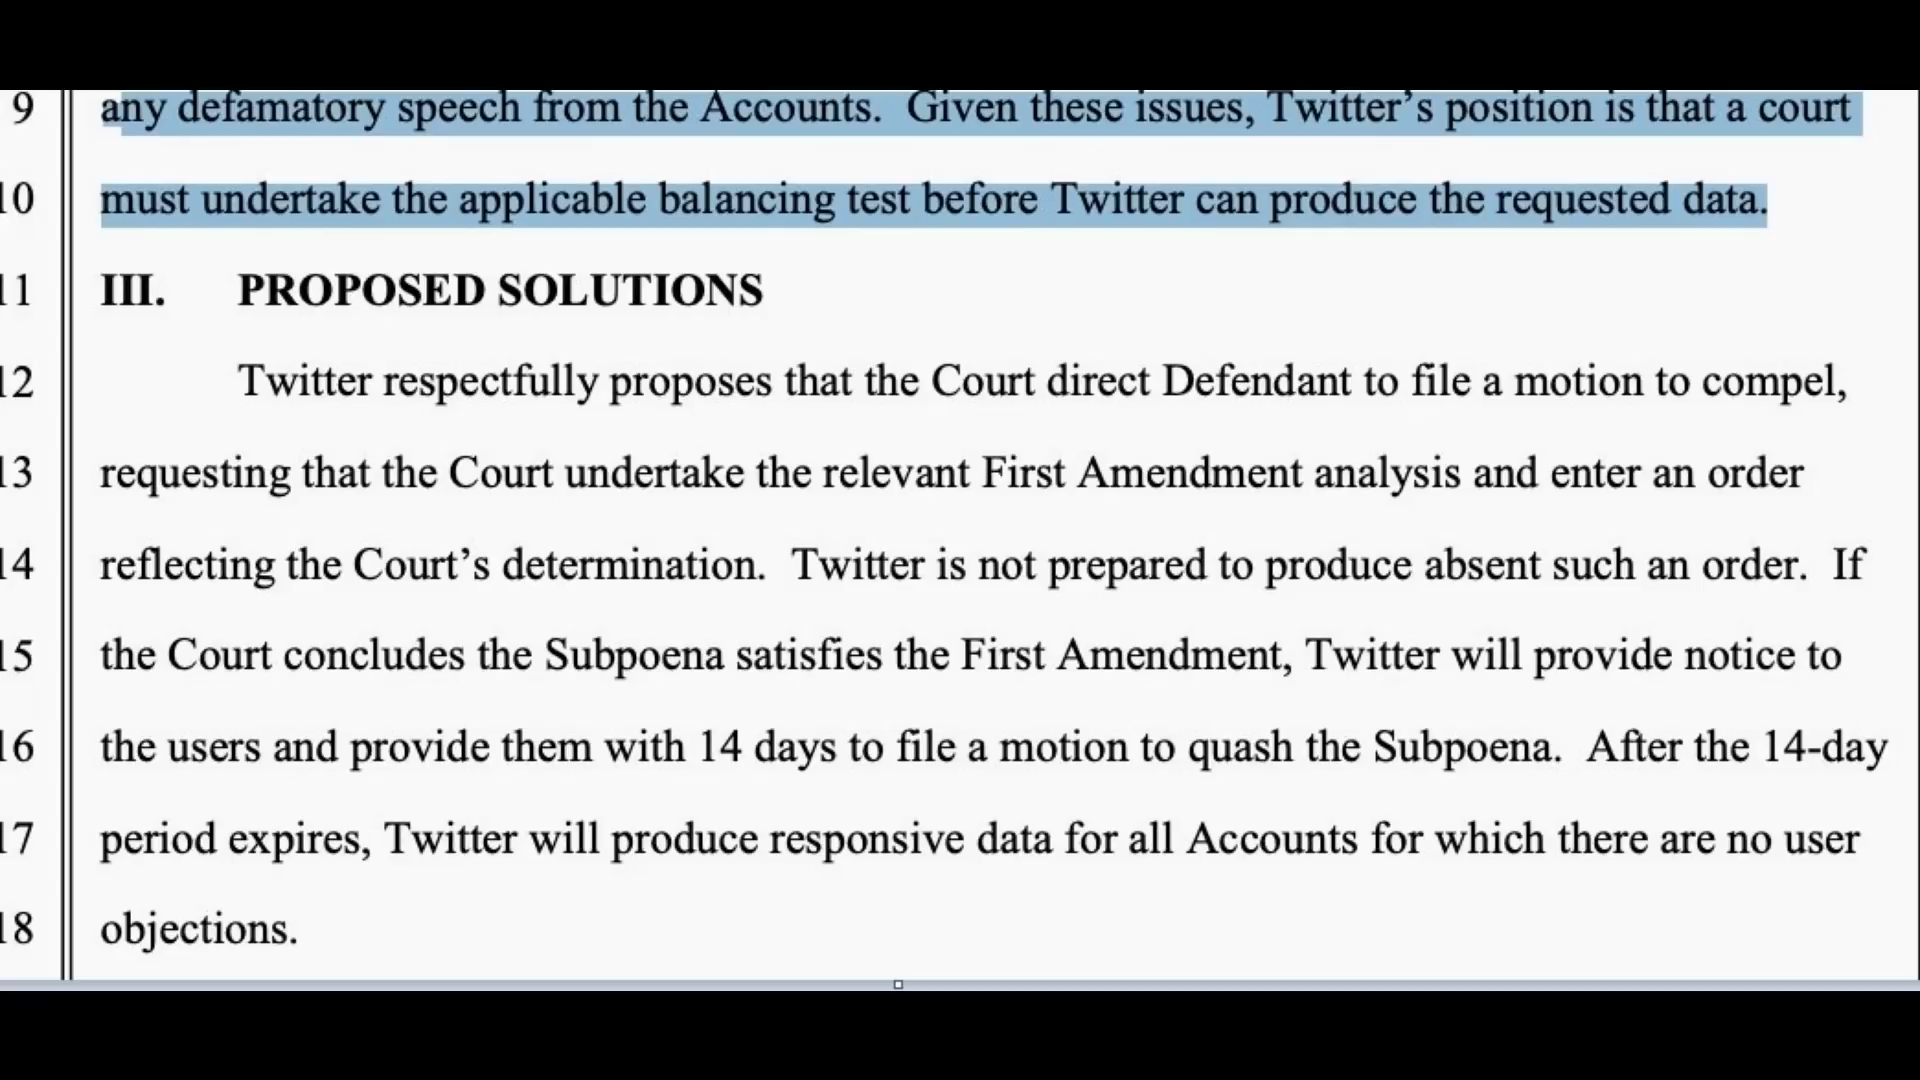 9 any defamatory speech from the Accounts. Given these issues, Twitter’s position is that a court
10 must undertake the applicable balancing test before Twitter can produce the requested data.
11 III. PROPOSED SOLUTIONS
12 Twitter respectfully proposes that the Court direct Defendant to file a motion to compel,
13 requesting that the Court undertake the relevant First Amendment analysis and enter an order
14 reflecting the Court’s determination. Twitter is not prepared to produce absent such an order. If
15 the Court concludes the Subpoena satisfies the First Amendment, Twitter will provide notice to
16 the users and provide them with 14 days to file a motion to quash the Subpoena. After the 14-day
17 period expires, Twitter will produce responsive data for all Accounts for which there are no user
18 objections.